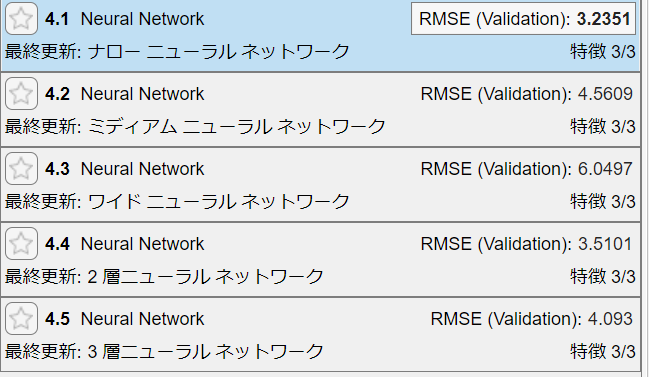 4.1 Neural Network RMSE (Validation): 3.2351
最終更新: ナロー ニューラル ネットワーク 特徴 3/3
4.2 Neural Network RMSE (Validation): 4.5609
最終更新: ミディアム ニューラル ネットワーク 特徴 3/3
4.3 Neural Network RMSE (Validation): 6.0497
最終更新: ワイド ニューラル ネットワーク 特徴 3/3
4.4 Neural Network RMSE (Validation): 3.5101
最終更新: 2 層ニューラル ネットワーク 特徴 3/3
4.5 Neural Network RMSE (Validation): 4.093
最終更新: 3 層ニューラル ネットワーク 特徴 3/3